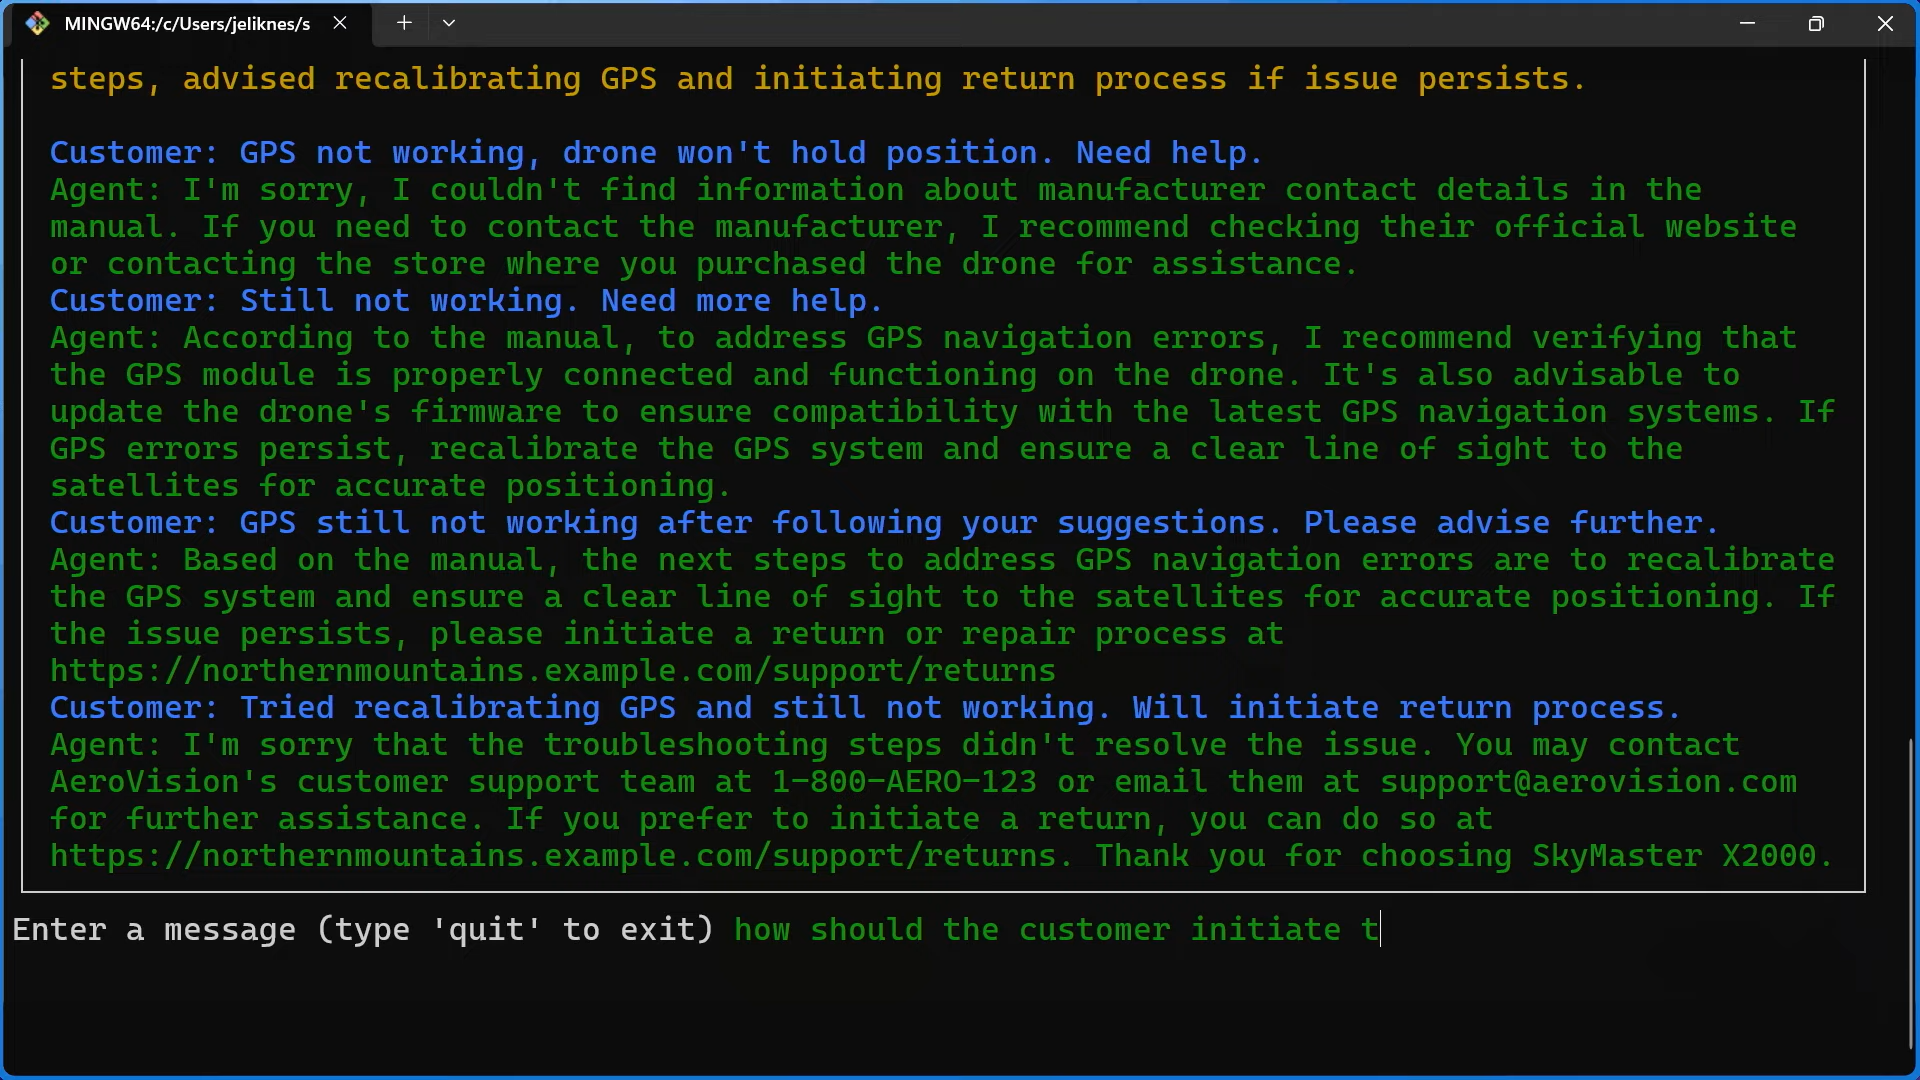 MINGW64:/c/Users/jeliknes/s
steps, advised recalibrating GPS and initiating return process if issue persists.
Customer: GPS not working, drone won't hold position. Need help.
Agent: I'm sorry, I couldn't find information about manufacturer contact details in the
manual. If you need to contact the manufacturer, I recommend checking their official website
or contacting the store where you purchased the drone for assistance.
Customer: Still not working. Need more help.
Agent: According to the manual, to address GPS navigation errors, I recommend verifying that
the GPS module is properly connected and functioning on the drone. It's also advisable to
update the drone's firmware to ensure compatibility with the latest GPS navigation systems. If
GPS errors persist, recalibrate the GPS system and ensure a clear line of sight to the
satellites for accurate positioning.
Customer: GPS still not working after following your suggestions. Please advise further.
Agent: Based on the manual, the next steps to address GPS navigation errors are to recalibrate
the GPS system and ensure a clear line of sight to the satellites for accurate positioning. If
the issue persists, please initiate a return or repair process at
https://northernmountains.example.com/support/returns
Customer: Tried recalibrating GPS and still not working. Will initiate return process.
Agent: I'm sorry that the troubleshooting steps didn't resolve the issue. You may contact
AeroVision's customer support team at 1-800-AERO-123 or email them at support@aerovision.com
for further assistance. If you prefer to initiate a return, you can do so at
https://northernmountains.example.com/support/returns. Thank you for choosing SkyMaster X2000.
Enter a message (type 'quit' to exit) how should the customer initiate t